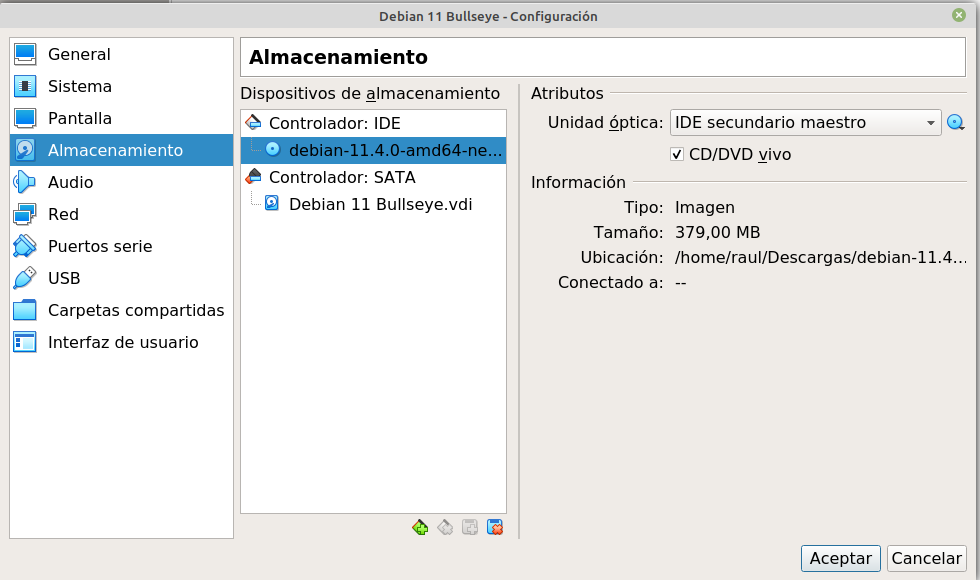 Debian 11 Bullseye - Configuración
General
Sistema
Pantalla
Almacenamiento
Audio
Red
Puertos serie
USB
Carpetas compartidas
Interfaz de usuario
Almacenamiento
Dispositivos de almacenamiento
Controlador: IDE
debian-11.4.0-amd64-ne...
Controlador: SATA
Debian 11 Bullseye.vdi
Atributos
Unidad óptica: IDE secundario maestro
CD/DVD vivo
Información
Tipo: Imagen
Tamaño: 379,00 MB
Ubicación: /home/raul/Descargas/debian-11.4...
Conectado a: --
Aceptar Cancelar